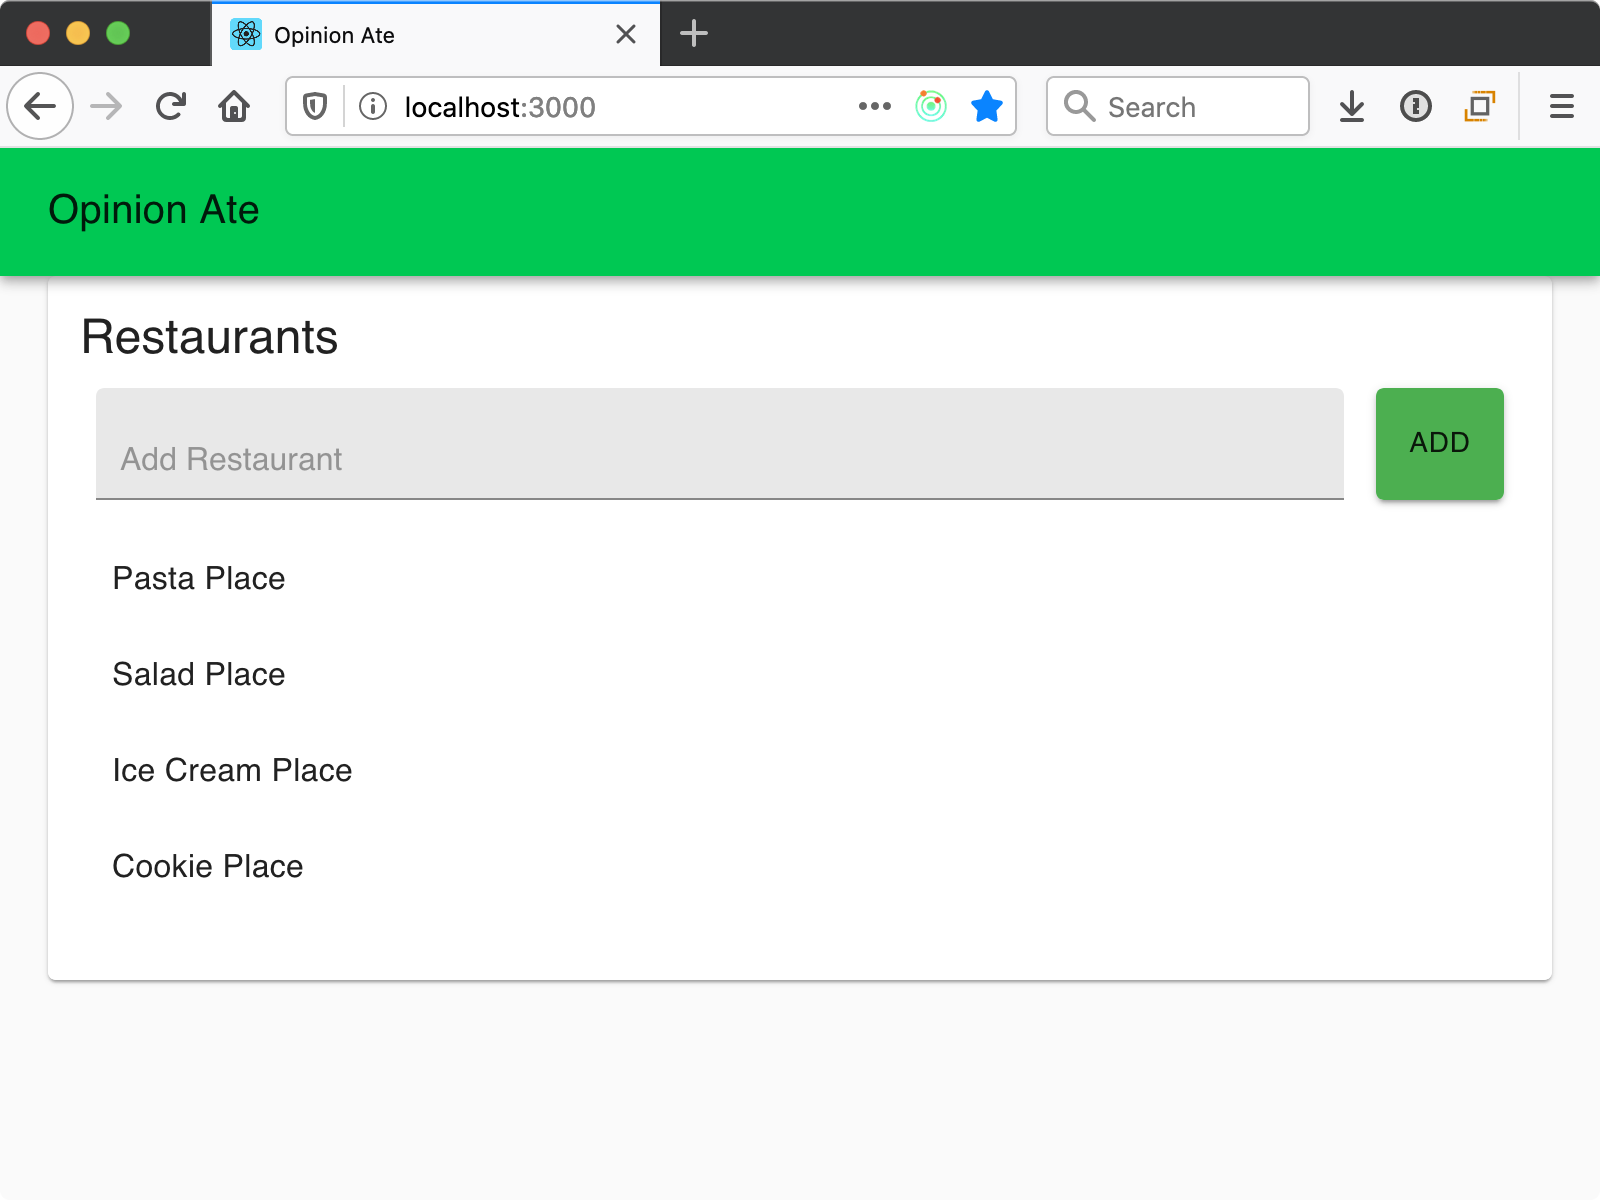 Opinion Ate
localhost:3000
Search
Opinion Ate
Restaurants
Add Restaurant
ADD
Pasta Place
Salad Place
Ice Cream Place
Cookie Place